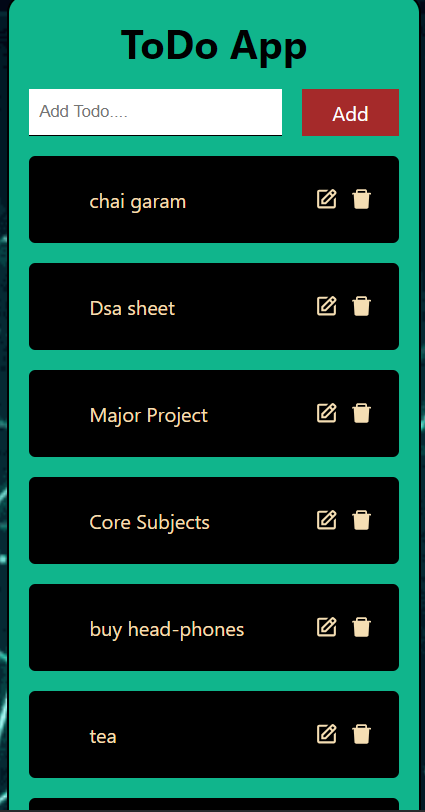 ToDo App
Add Todo....
Add
chai garam
Dsa sheet
Major Project
Core Subjects
buy head-phones
tea